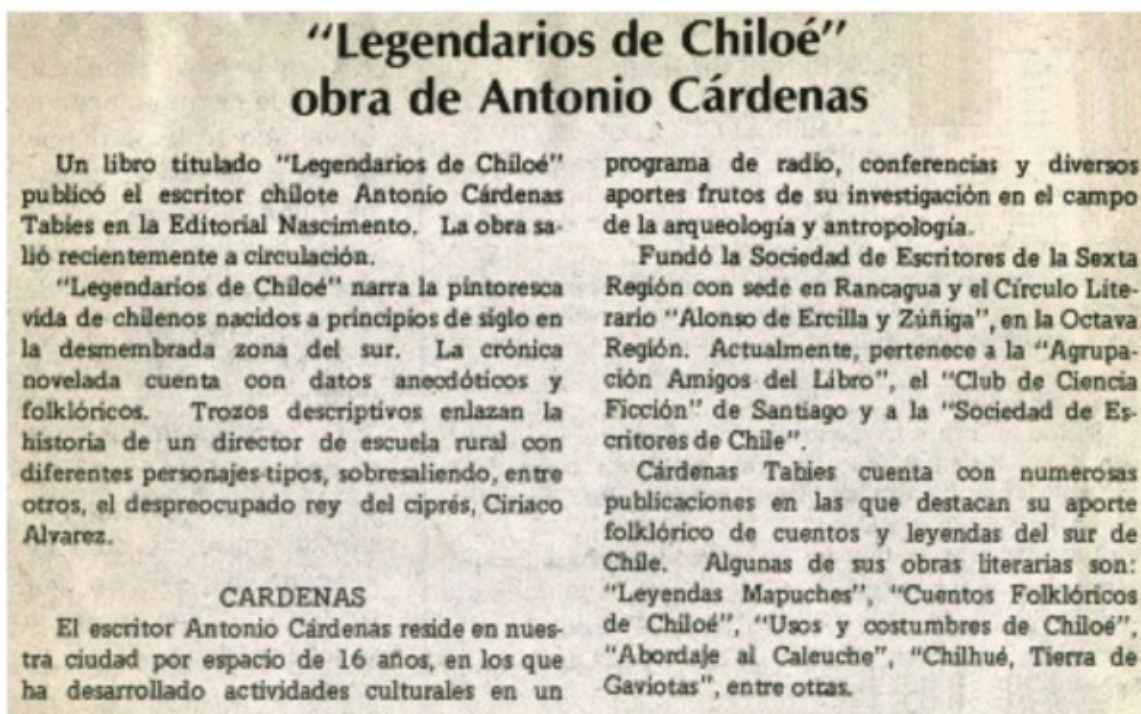 “Legendarios de Chiloé”
obra de Antonio Cárdenas
Un libro titulado “Legendarios de Chiloé”
publicó el escritor chilote Antonio Cárdenas
Tabies en la Editorial Nascimento. La obra sa-
lió recientemente a circulación.
“Legendarios de Chiloé” narra la pintoresca
vida de chilenos nacidos a principios de siglo en
la desmembrada zona del sur. La crónica
novelada cuenta con datos anecdóticos y
folklóricos. Trozos descriptivos enlazan la
historia de un director de escuela rural con
diferentes personajes-tipos, sobresaliendo, entre
otros, el despreocupado rey del ciprés, Ciriaco
Alvarez.
CARDENAS
El escritor Antonio Cárdenas reside en nues-
tra ciudad por espacio de 16 años, en los que
ha desarrollado actividades culturales en un
programa de radio, conferencias y diversos
aportes frutos de su investigación en el campo
de la arqueología y antropología.
Fundó la Sociedad de Escritores de la Sexta
Región con sede en Rancagua y el Círculo Lite-
rario “Alonso de Ercilla y Zúñiga”, en la Octava
Región. Actualmente, pertenece a la “Agrupa-
ción Amigos del Libro”, el “Club de Ciencia
Ficción” de Santiago y a la “Sociedad de Es-
critores de Chile”.
Cárdenas Tabies cuenta con numerosas
publicaciones en las que destacan su aporte
folklórico de cuentos y leyendas del sur de
Chile. Algunas de sus obras literarias son:
“Leyendas Mapuches”, “Cuentos Folklóricos
de Chiloé”, “Usos y costumbres de Chiloé”,
“Abordaje al Caleuche”, “Chilhué, Tierra de
Gaviotas”, entre otras.